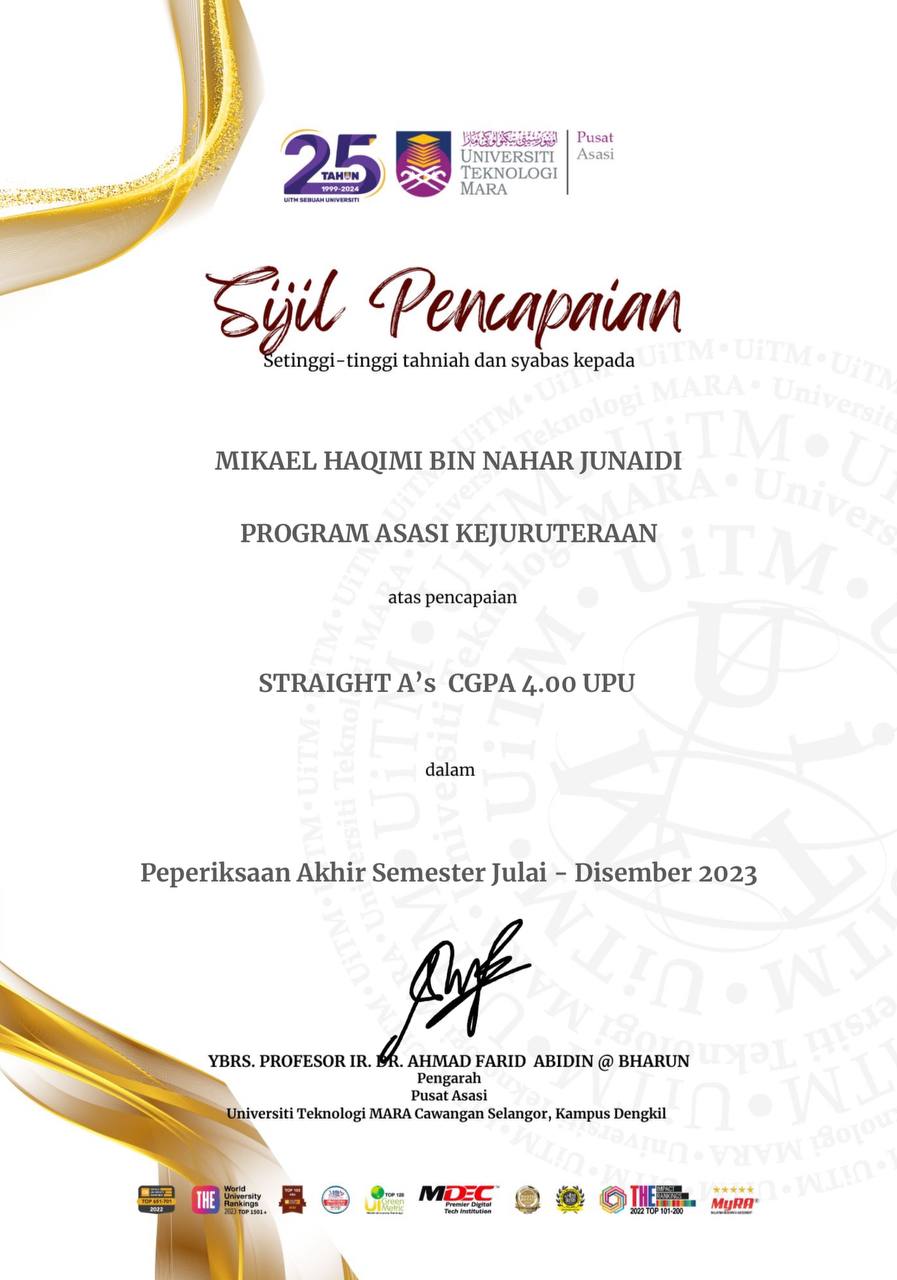 25
TAHUN
1999-2024
UiTM SEBUAH UNIVERSITI
UNIVERSITI
TEKNOLOGI
MARA
Pusat
Asasi
Sijil Pencapaian
Setinggi-tinggi tahniah dan syabas kepada
MIKAEL HAQIMI BIN NAHAR JUNAIDI
PROGRAM ASASI KEJURUTERAAN
atas pencapaian
STRAIGHT A's CGPA 4.00 UPU
dalam
Peperiksaan Akhir Semester Julai - Disember 2023
YBRS. PROFESOR IR. DR. AHMAD FARID ABIDIN @ BHARUN
Pengarah
Pusat Asasi
Universiti Teknologi MARA Cawangan Selangor, Kampus Dengkil
THE
World
University
Rankings
2023 TOP 1501+
TOP 128
UI Green
Metric
MDEC
Premier Digital
Tech Institution
THE IMPACT
RANKINGS
2022 TOP 101-200
MyRA